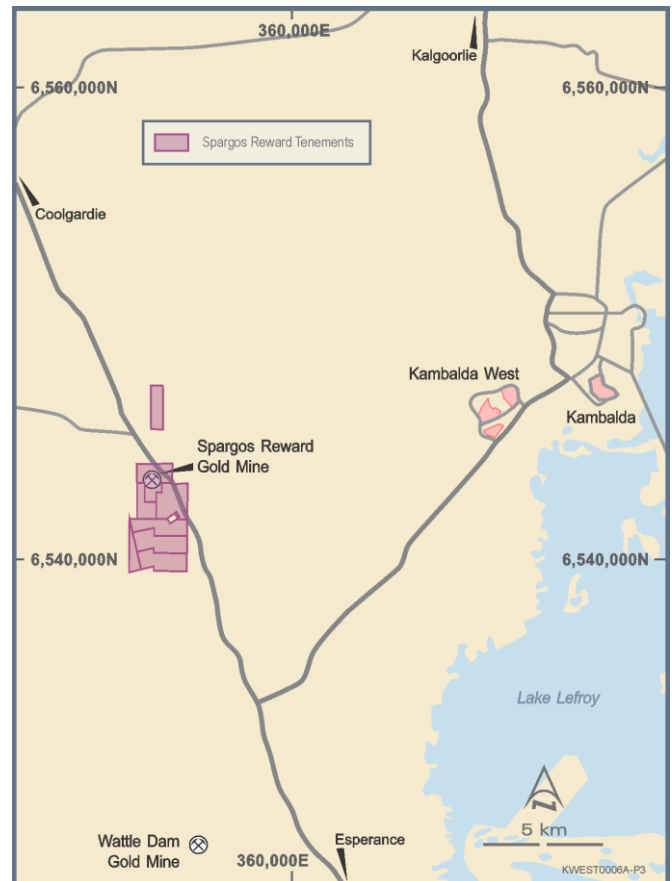 360,000E
Kalgoorlie
6,560,000N
6,560,000N
Spargos Reward Tenements
Coolgardie
Kambalda West
Kambalda
Spargos Reward
Gold Mine
6,540,000N
6,540,000N
Lake Lefroy
N
5 km
Wattle Dam
Gold Mine
Esperance
360,000E
KWEST0006A-P3